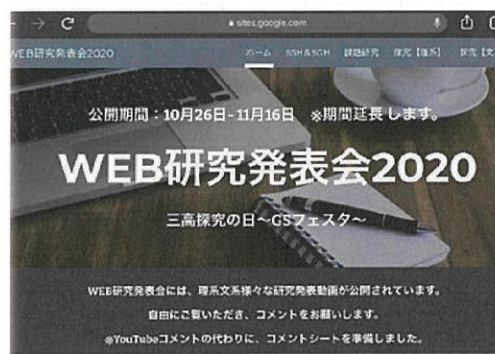 sites.google.com
WEB研究発表会2020
ホーム
SSH&SGH
課題研究
探究【理系】
探究【文
公開期間：10月26日-11月16日 ※期間延長します。
WEB研究発表会2020
三高探究の日～GSフェスタ～
WEB研究発表会には、理系文系様々な研究発表動画が公開されています。
自由にご覧いただき、コメントをお願いします。
※YouTubeコメントの代わりに、コメントシートを準備しました。